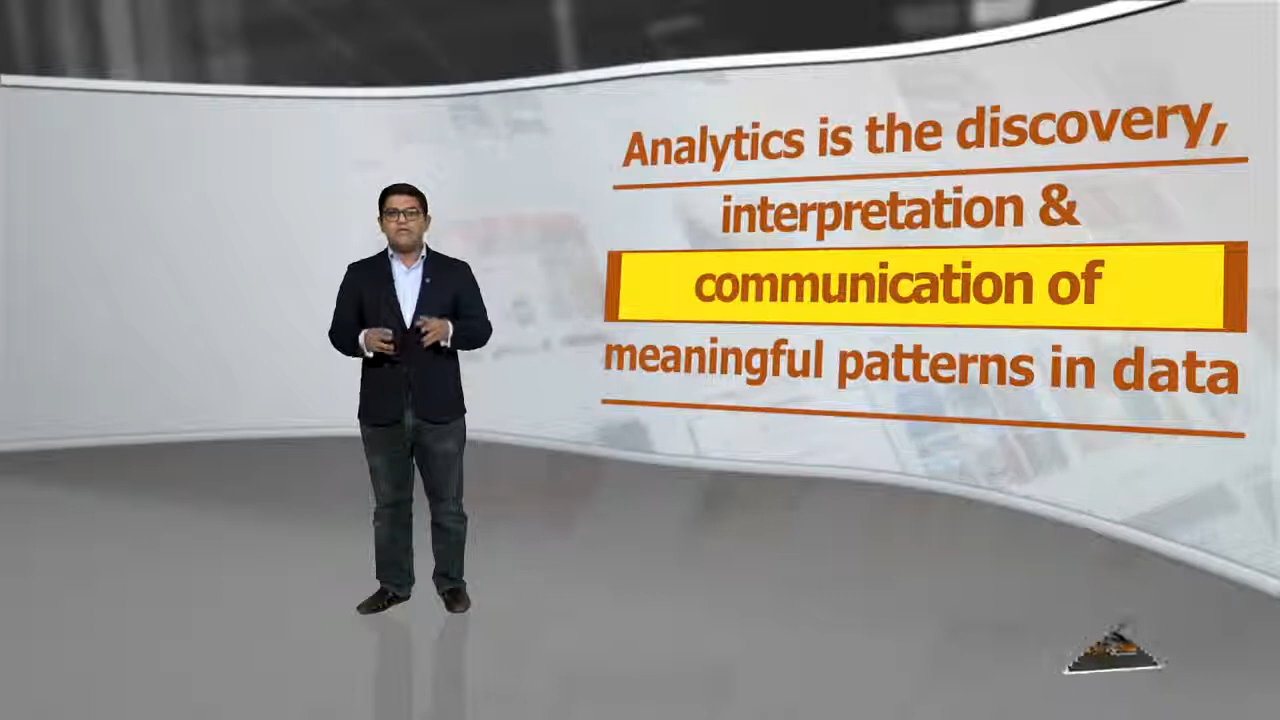 Analytics is the discovery,
interpretation &
communication of
meaningful patterns in data